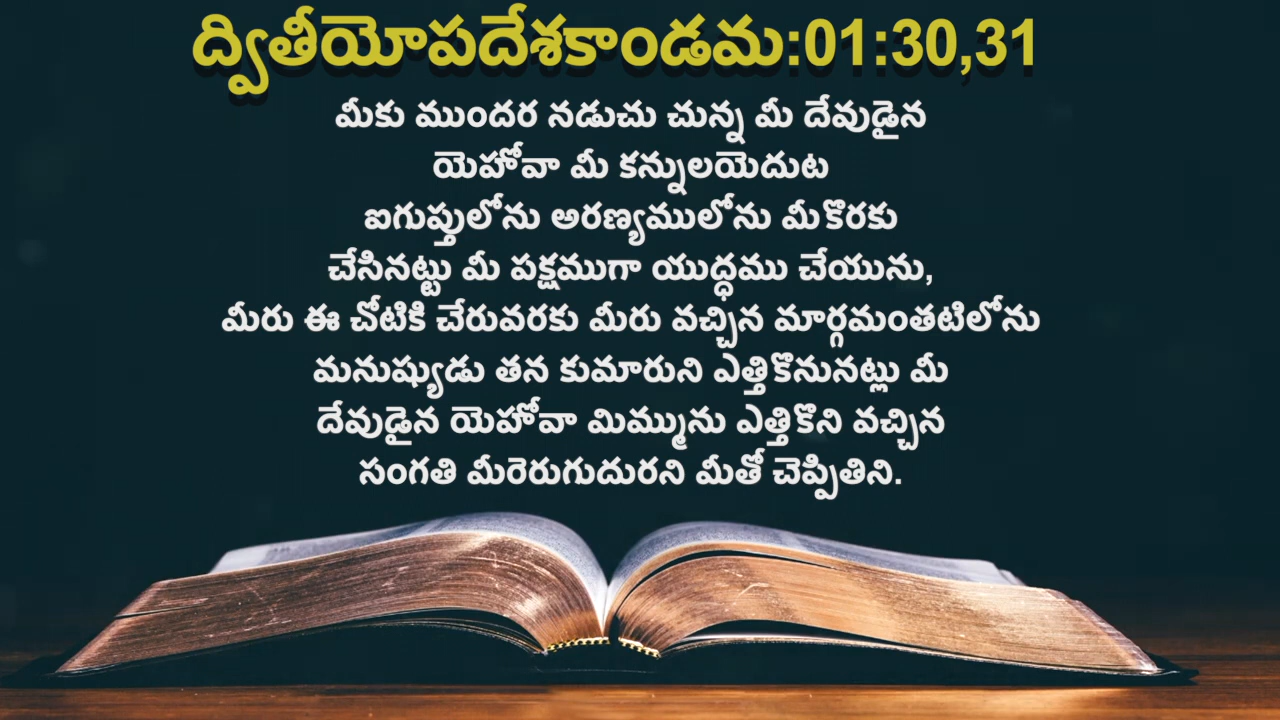 ద్వితీయోపదేశకాండమ:01:30,31
మీకు ముందర నడుచు చున్న మీ దేవుడైన
యెహోవా మీ కన్నులయెదుట
ఐగుప్తులోను అరణ్యములోను మీకొరకు
చేసినట్టు మీ పక్షముగా యుద్ధము చేయును,
మీరు ఈ చోటికి చేరువరకు మీరు వచ్చిన మార్గమంతటిలోను
మనుష్యుడు తన కుమారుని ఎత్తికొనునట్లు మీ
దేవుడైన యెహోవా మిమ్మును ఎత్తికొని వచ్చిన
సంగతి మీరెరుగుదురని మీతో చెప్పితిని.